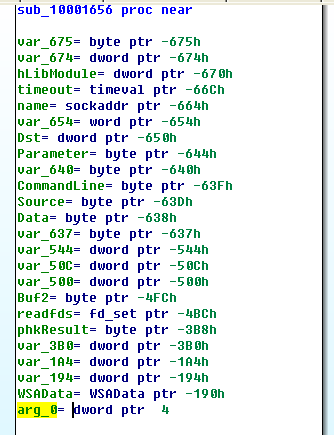 sub_10001656 proc near
var_675= byte ptr -675h
var_674= dword ptr -674h
hLibModule= dword ptr -670h
timeout= timeval ptr -66Ch
name= sockaddr ptr -664h
var_654= word ptr -654h
Dst= dword ptr -650h
Parameter= byte ptr -644h
var_640= byte ptr -640h
CommandLine= byte ptr -63Fh
Source= byte ptr -63Dh
Data= byte ptr -638h
var_637= byte ptr -637h
var_544= dword ptr -544h
var_50C= dword ptr -50Ch
var_500= dword ptr -500h
Buf2= byte ptr -4FCh
readfds= fd_set ptr -4BCh
phkResult= byte ptr -3B8h
var_3B0= dword ptr -3B0h
var_1A4= dword ptr -1A4h
var_194= dword ptr -194h
WSAData= WSAData ptr -190h
arg_0= dword ptr  4